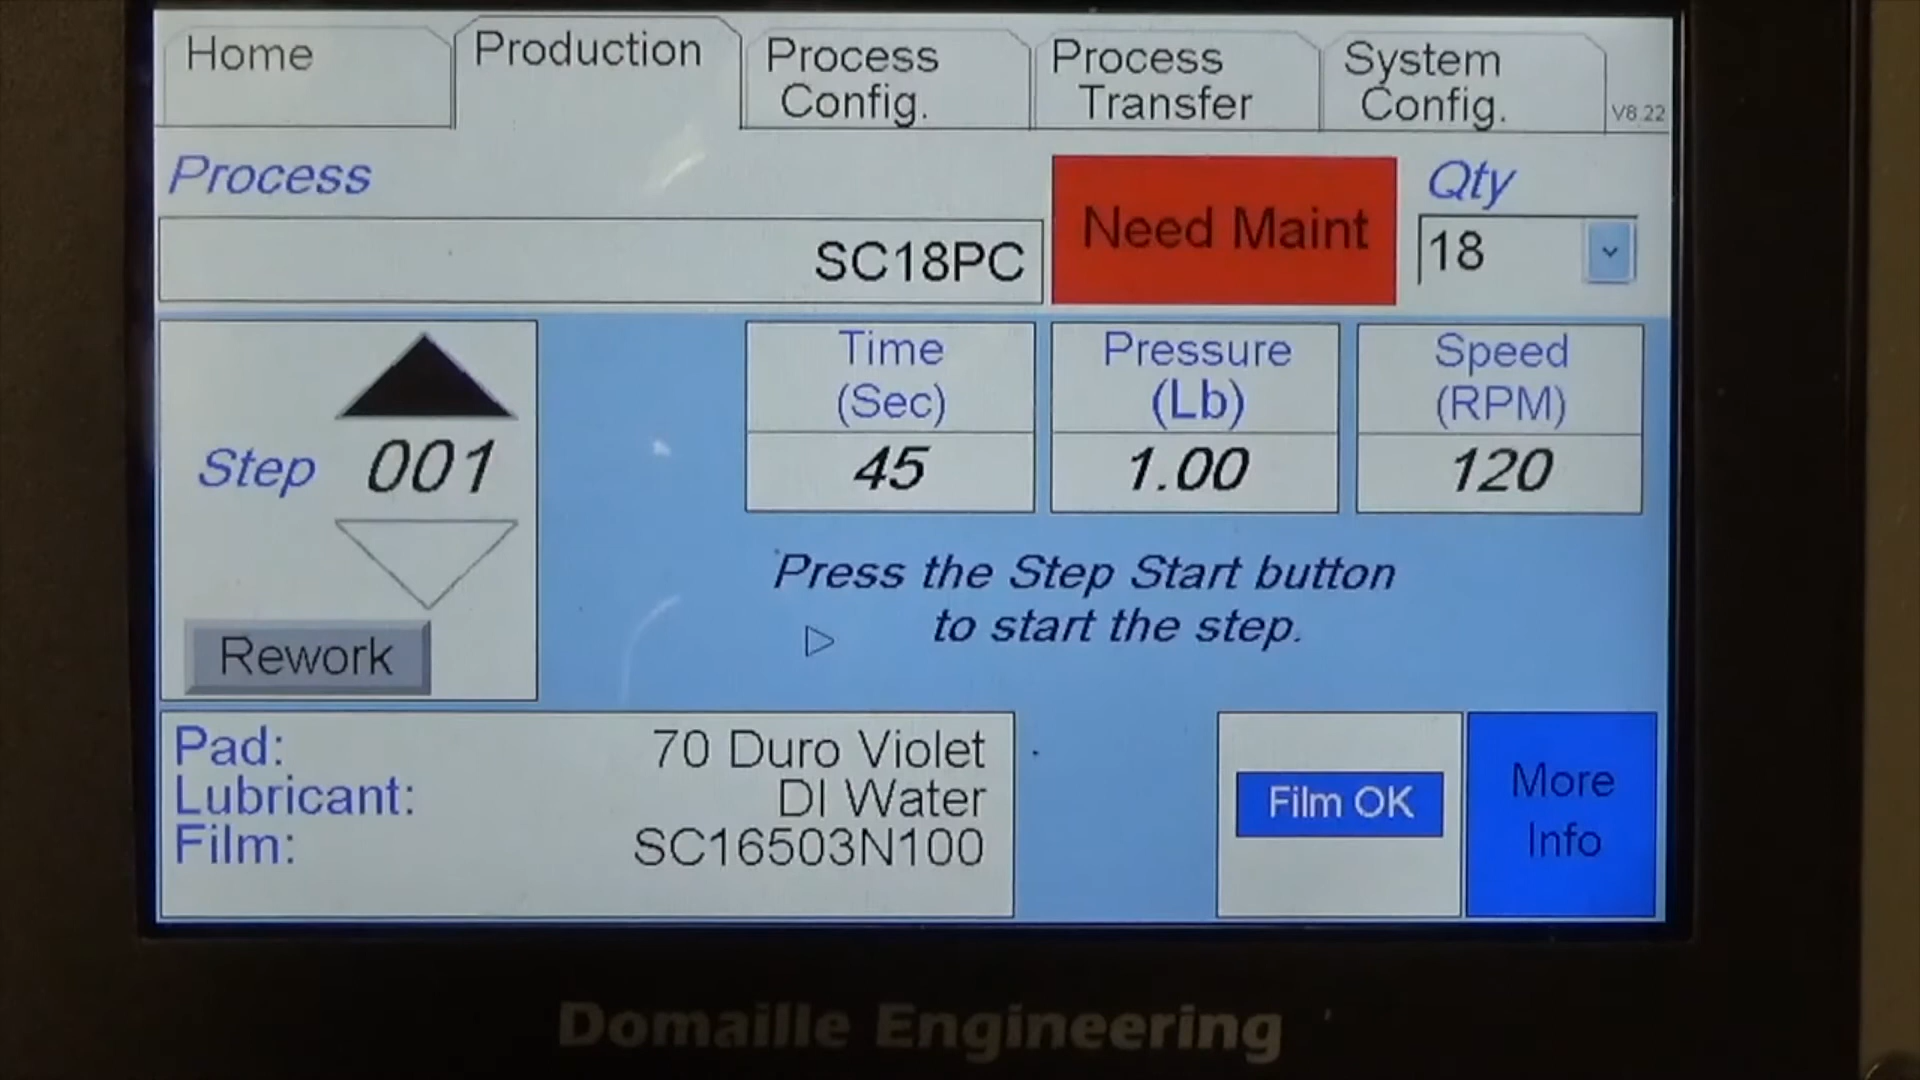 Home
Production
Process
Config.
Process
Transfer
System
Config.
V8.22
Process
SC18PC
Need Maint
Qty
18
Time
(Sec)
45
Pressure
(Lb)
1.00
Speed
(RPM)
120
Step 001
Rework
Press the Step Start button
to start the step.
Pad: 70 Duro Violet
Lubricant: DI Water
Film: SC16503N100
Film OK
More
Info
Domaille Engineering